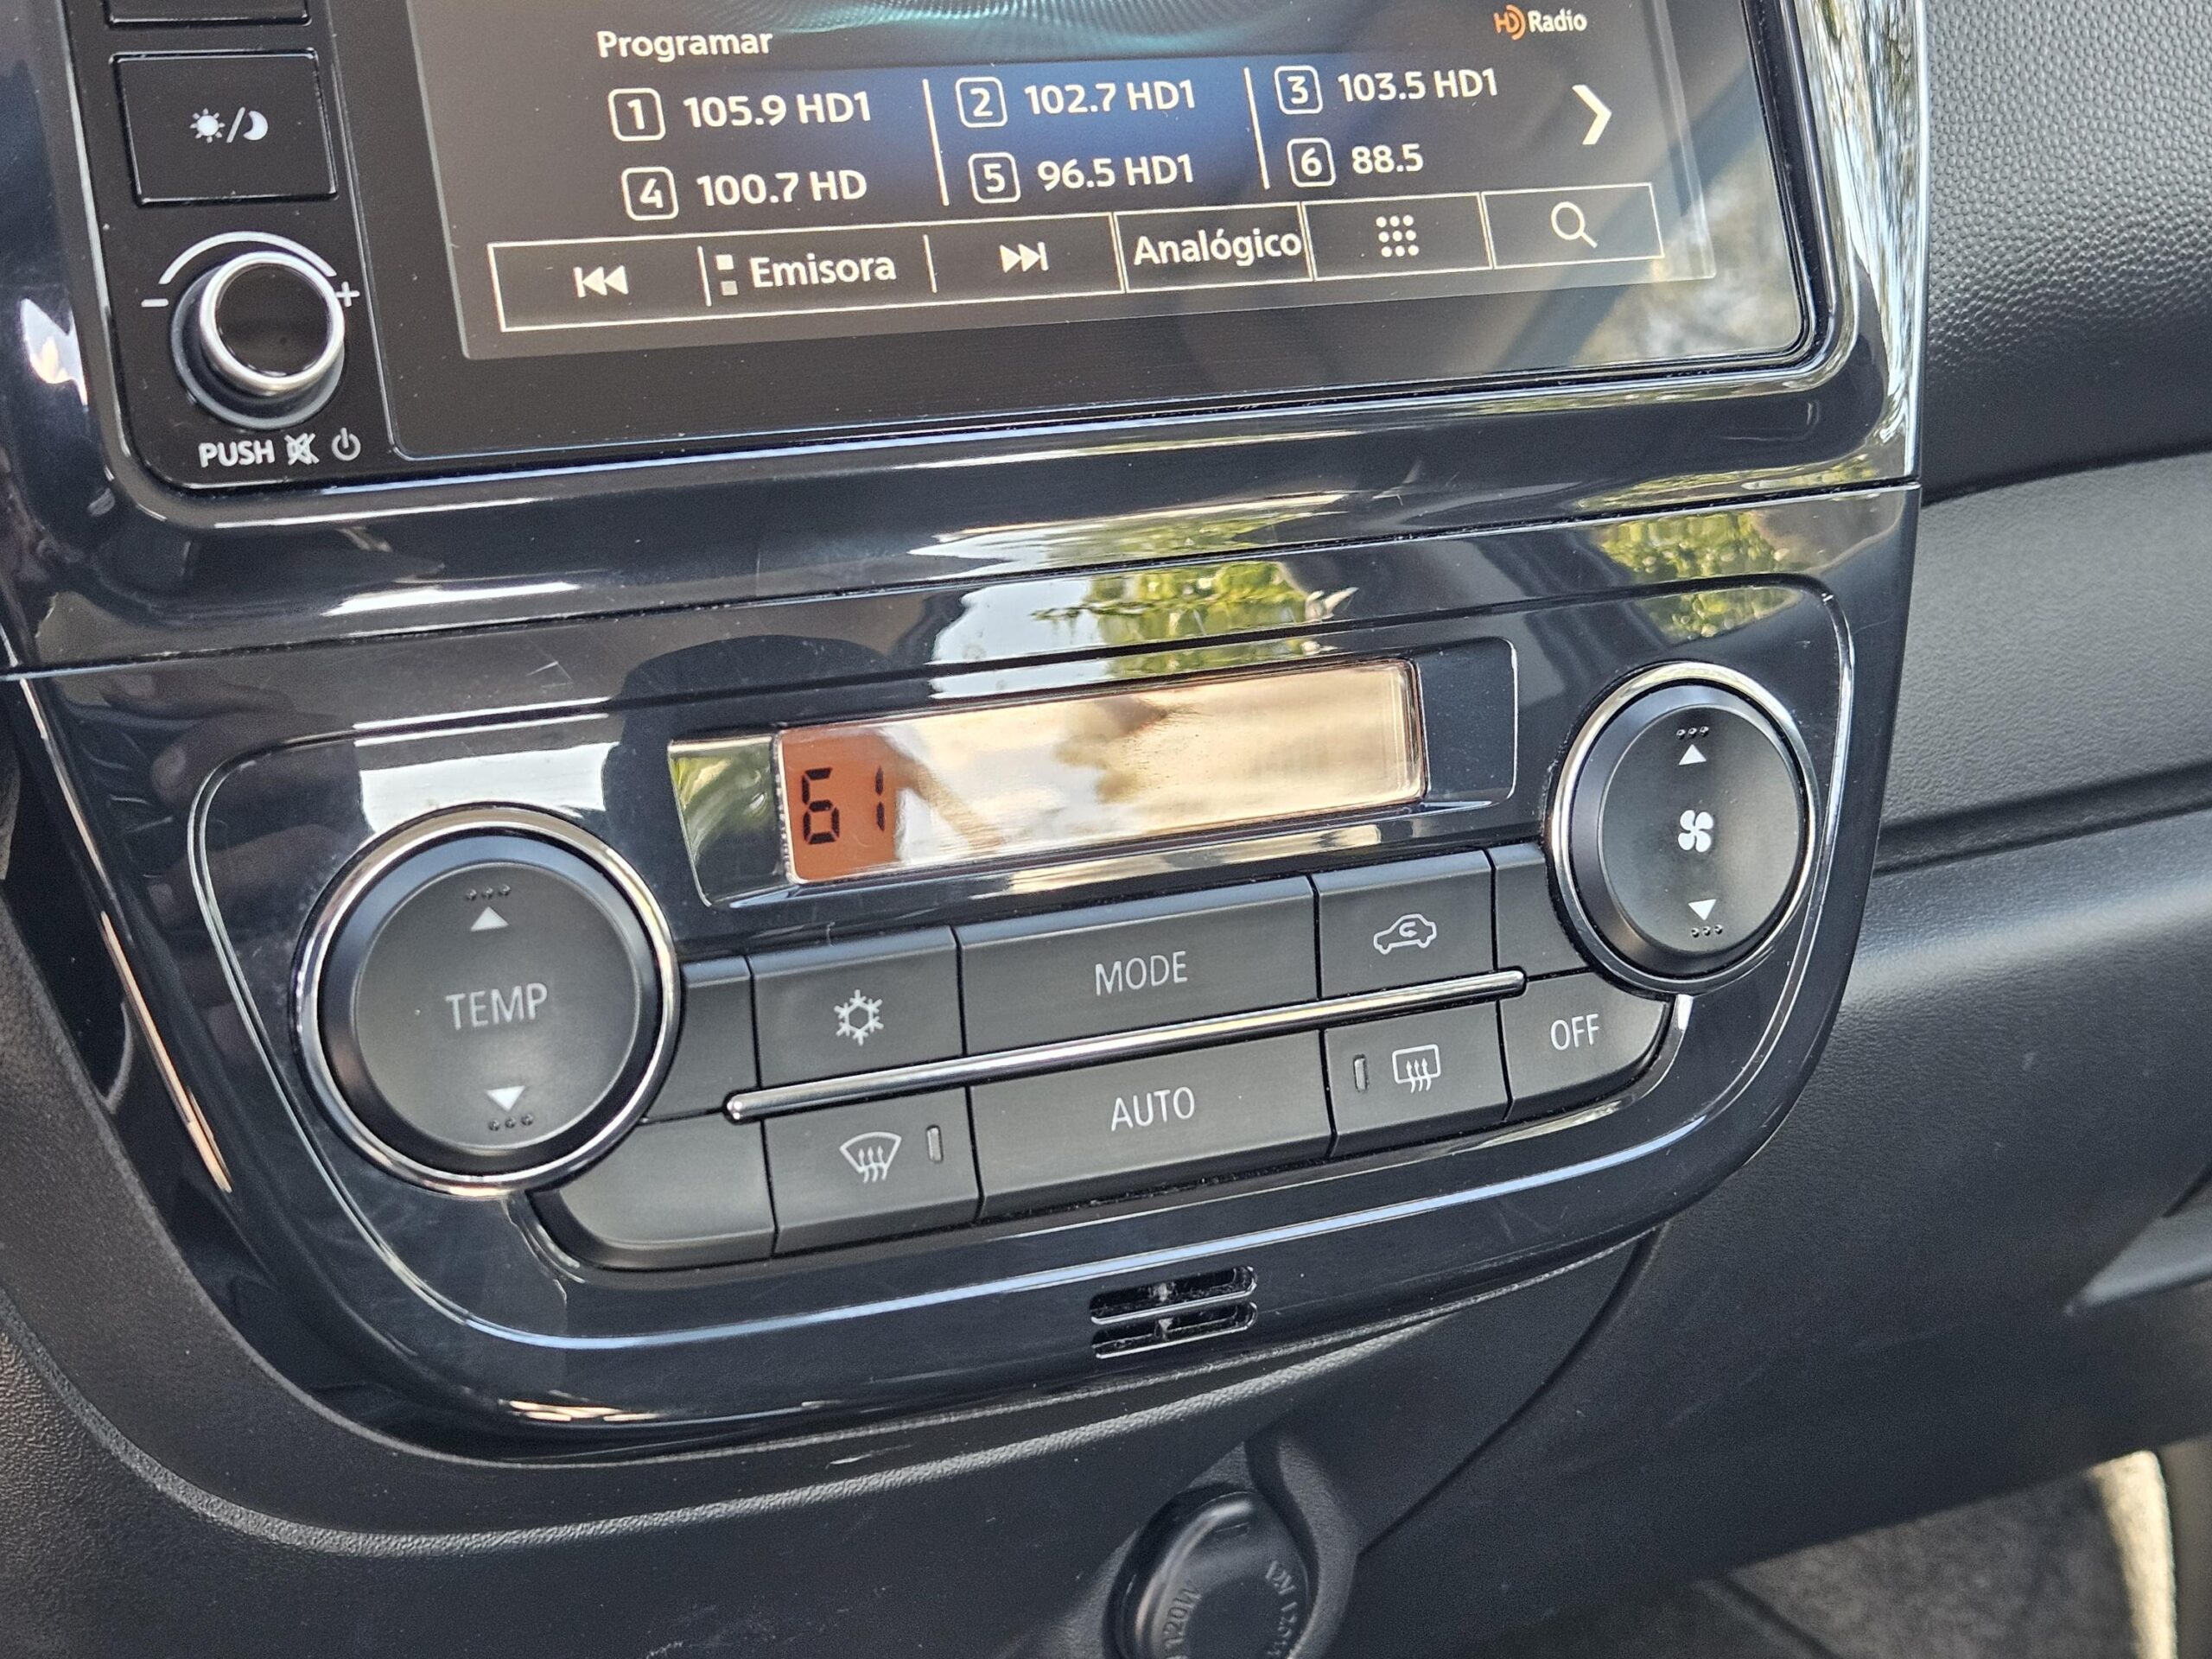 Programar
HD Radio
1 105.9 HD1
2 102.7 HD1
3 103.5 HD1
4 100.7 HD
5 96.5 HD1
6 88.5
Emisora
Analógico
- +
PUSH
61
TEMP
MODE
AUTO
OFF
120W